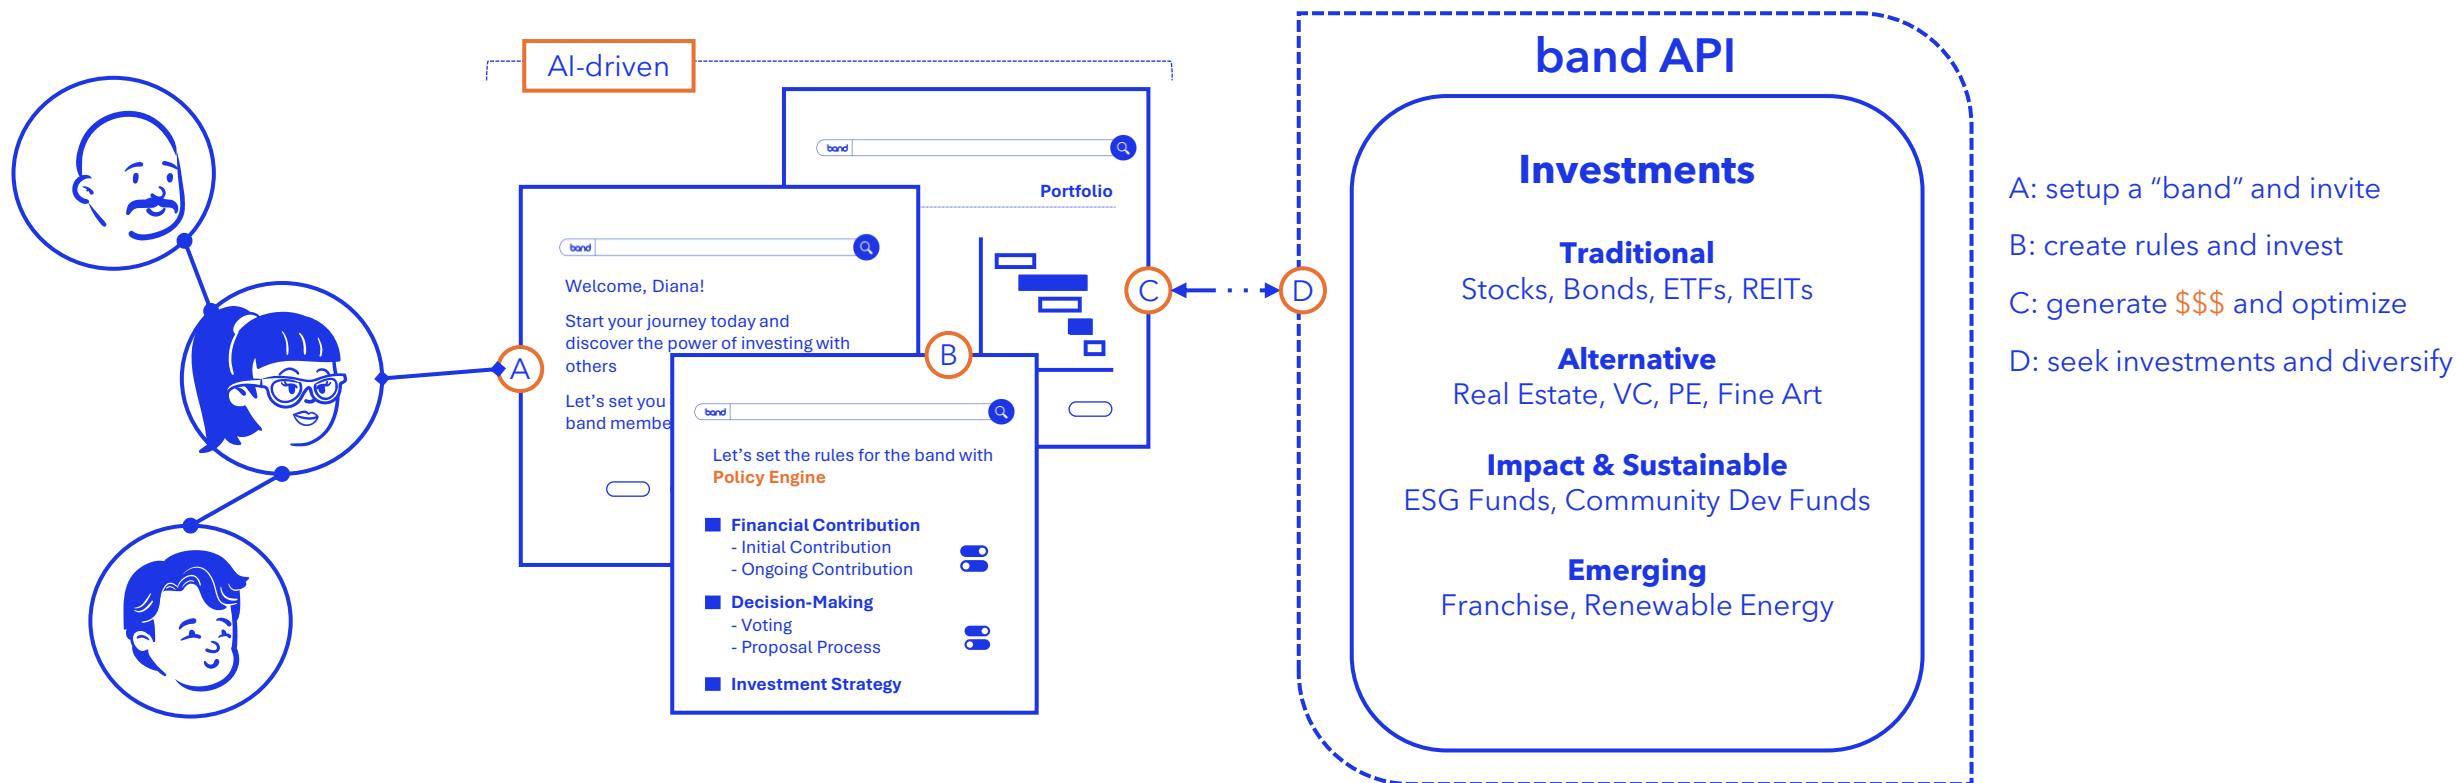 AI-driven
band
Portfolio
band
Welcome, Diana!
Start your journey today and
discover the power of investing with
others
Let's set you
band membe
A
B
C
D
band
Let's set the rules for the band with
Policy Engine
Financial Contribution
- Initial Contribution
- Ongoing Contribution
Decision-Making
- Voting
- Proposal Process
Investment Strategy
band API
Investments
Traditional
Stocks, Bonds, ETFs, REITs
Alternative
Real Estate, VC, PE, Fine Art
Impact & Sustainable
ESG Funds, Community Dev Funds
Emerging
Franchise, Renewable Energy
A: setup a “band” and invite
B: create rules and invest
C: generate $$$ and optimize
D: seek investments and diversify